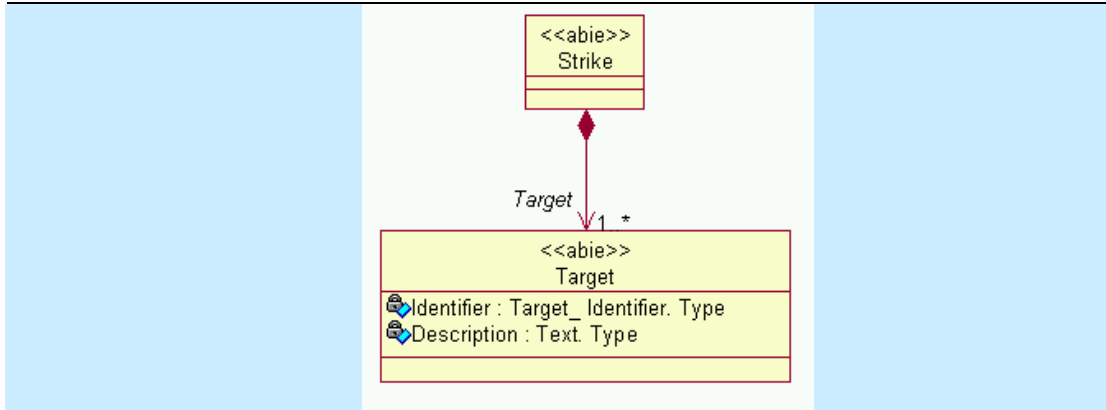 <<abie>>
Strike
Target
1..*
<<abie>>
Target
Identifier : Target_ Identifier. Type
Description : Text. Type